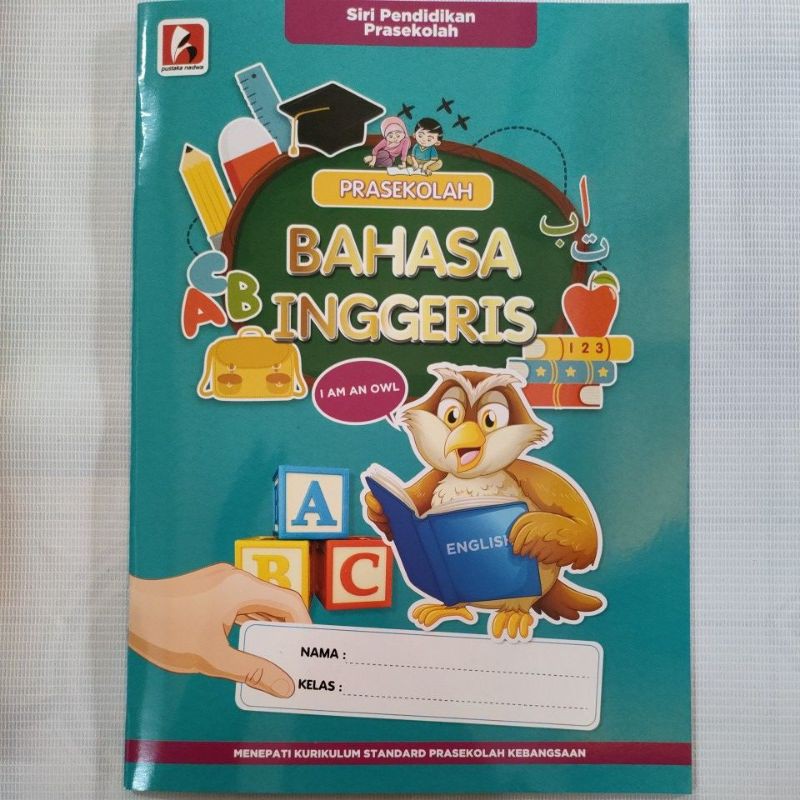 Siri Pendidikan
Prasekolah
pustaka nadwa
PRASEKOLAH
BAHASA
INGGERIS
ا
ب ت
C
A B
1 2 3
I AM AN OWL
A
B C
ENGLISH
NAMA :
KELAS :
MENEPATI KURIKULUM STANDARD PRASEKOLAH KEBANGSAAN